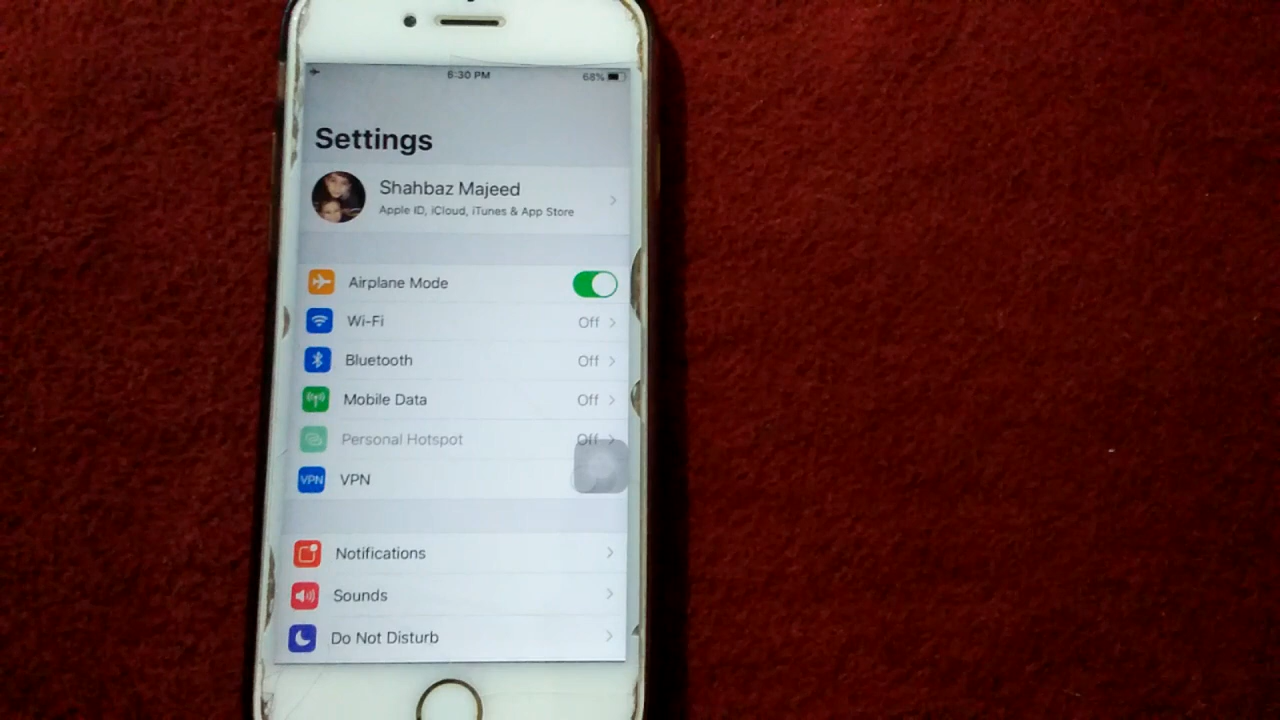 6:30 PM
68%
Settings
Shahbaz Majeed
Apple ID, iCloud, iTunes & App Store
Airplane Mode
Wi-Fi Off
Bluetooth Off
Mobile Data Off
Personal Hotspot Off
VPN VPN
Notifications
Sounds
Do Not Disturb